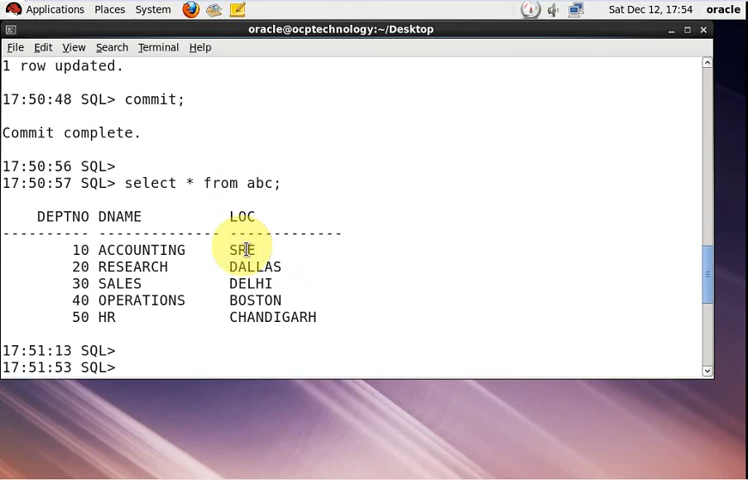 Applications Places System Sat Dec 12, 17:54 oracle
oracle@ocptechnology:~/Desktop
File Edit View Search Terminal Help
1 row updated.
17:50:48 SQL> commit;
Commit complete.
17:50:56 SQL>
17:50:57 SQL> select * from abc;
DEPTNO DNAME LOC
---------- -------------- -------------
10 ACCOUNTING SRE
20 RESEARCH DALLAS
30 SALES DELHI
40 OPERATIONS BOSTON
50 HR CHANDIGARH
17:51:13 SQL>
17:51:53 SQL>